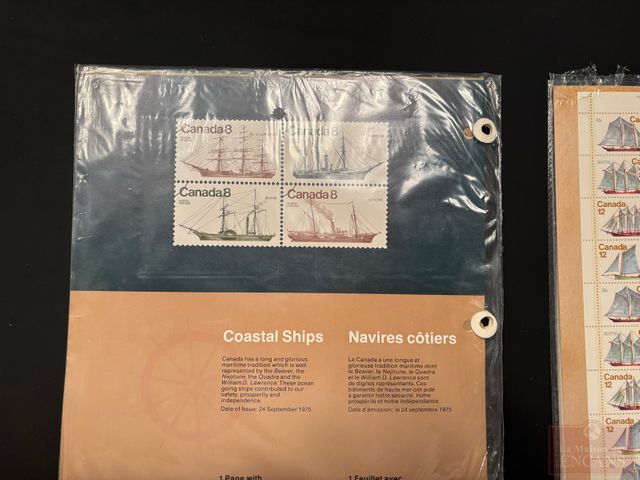 Canada 8
Canada 8
Canada 8
Canada 8
Coastal Ships
Canada has a long and glorious
maritime tradition which is well
represented by the Beaver, the
Neptune, the Quadra and the
William D. Lawrence. These ocean
going ships contributed to our
safety, prosperity and
independence.
Date of Issue: 24 September 1975
Navires côtiers
Le Canada a une longue et
glorieuse tradition maritime dont
le Beaver, le Neptune, le Quadra
et le William D. Lawrence sont
de dignes représentants. Ces
bâtiments de haute mer ont aidé
à garantir notre sécurité, notre
prospérité et notre indépendance.
Date d'émission: le 24 septembre 1975
1 Pane with
1 Feuillet avec
Canada
12
Canada
12
Canada
12
Canada
12
La Maison
ENCANS